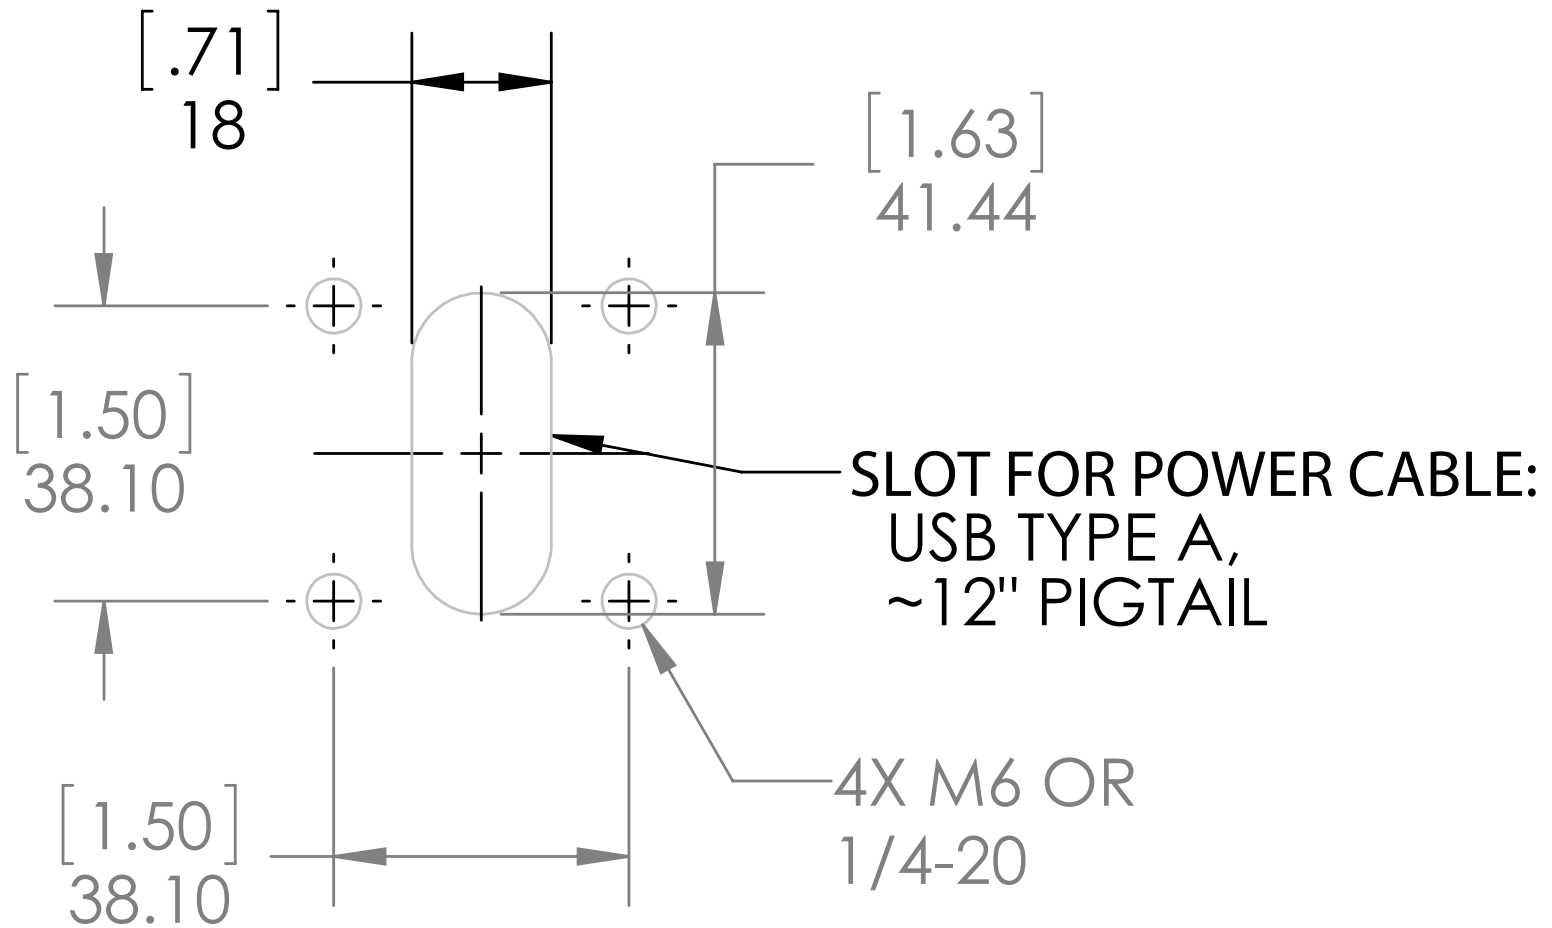 [.71]
18
[1.63]
41.44
[1.50]
38.10
SLOT FOR POWER CABLE:
USB TYPE A,
~12" PIGTAIL
4X M6 OR
1/4-20
[1.50]
38.10